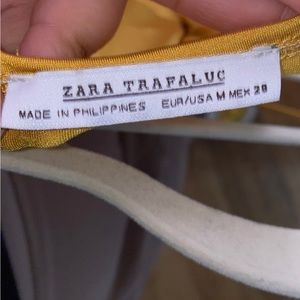 ZARA TRAFALUC
MADE IN PHILIPPINES EUR/USA M MEX 28